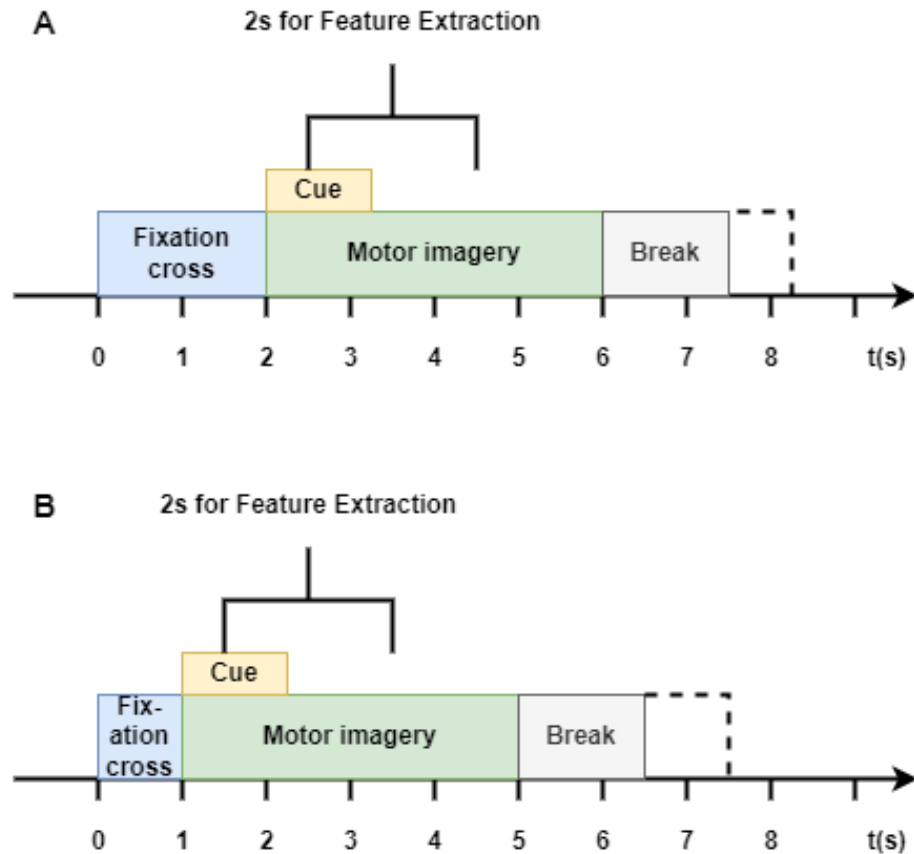 A
2s for Feature Extraction
Cue
Fixation
cross
Motor imagery
Break
0 1 2 3 4 5 6 7 8 t(s)
B
2s for Feature Extraction
Cue
Fix-
ation
cross
Motor imagery
Break
0 1 2 3 4 5 6 7 8 t(s)